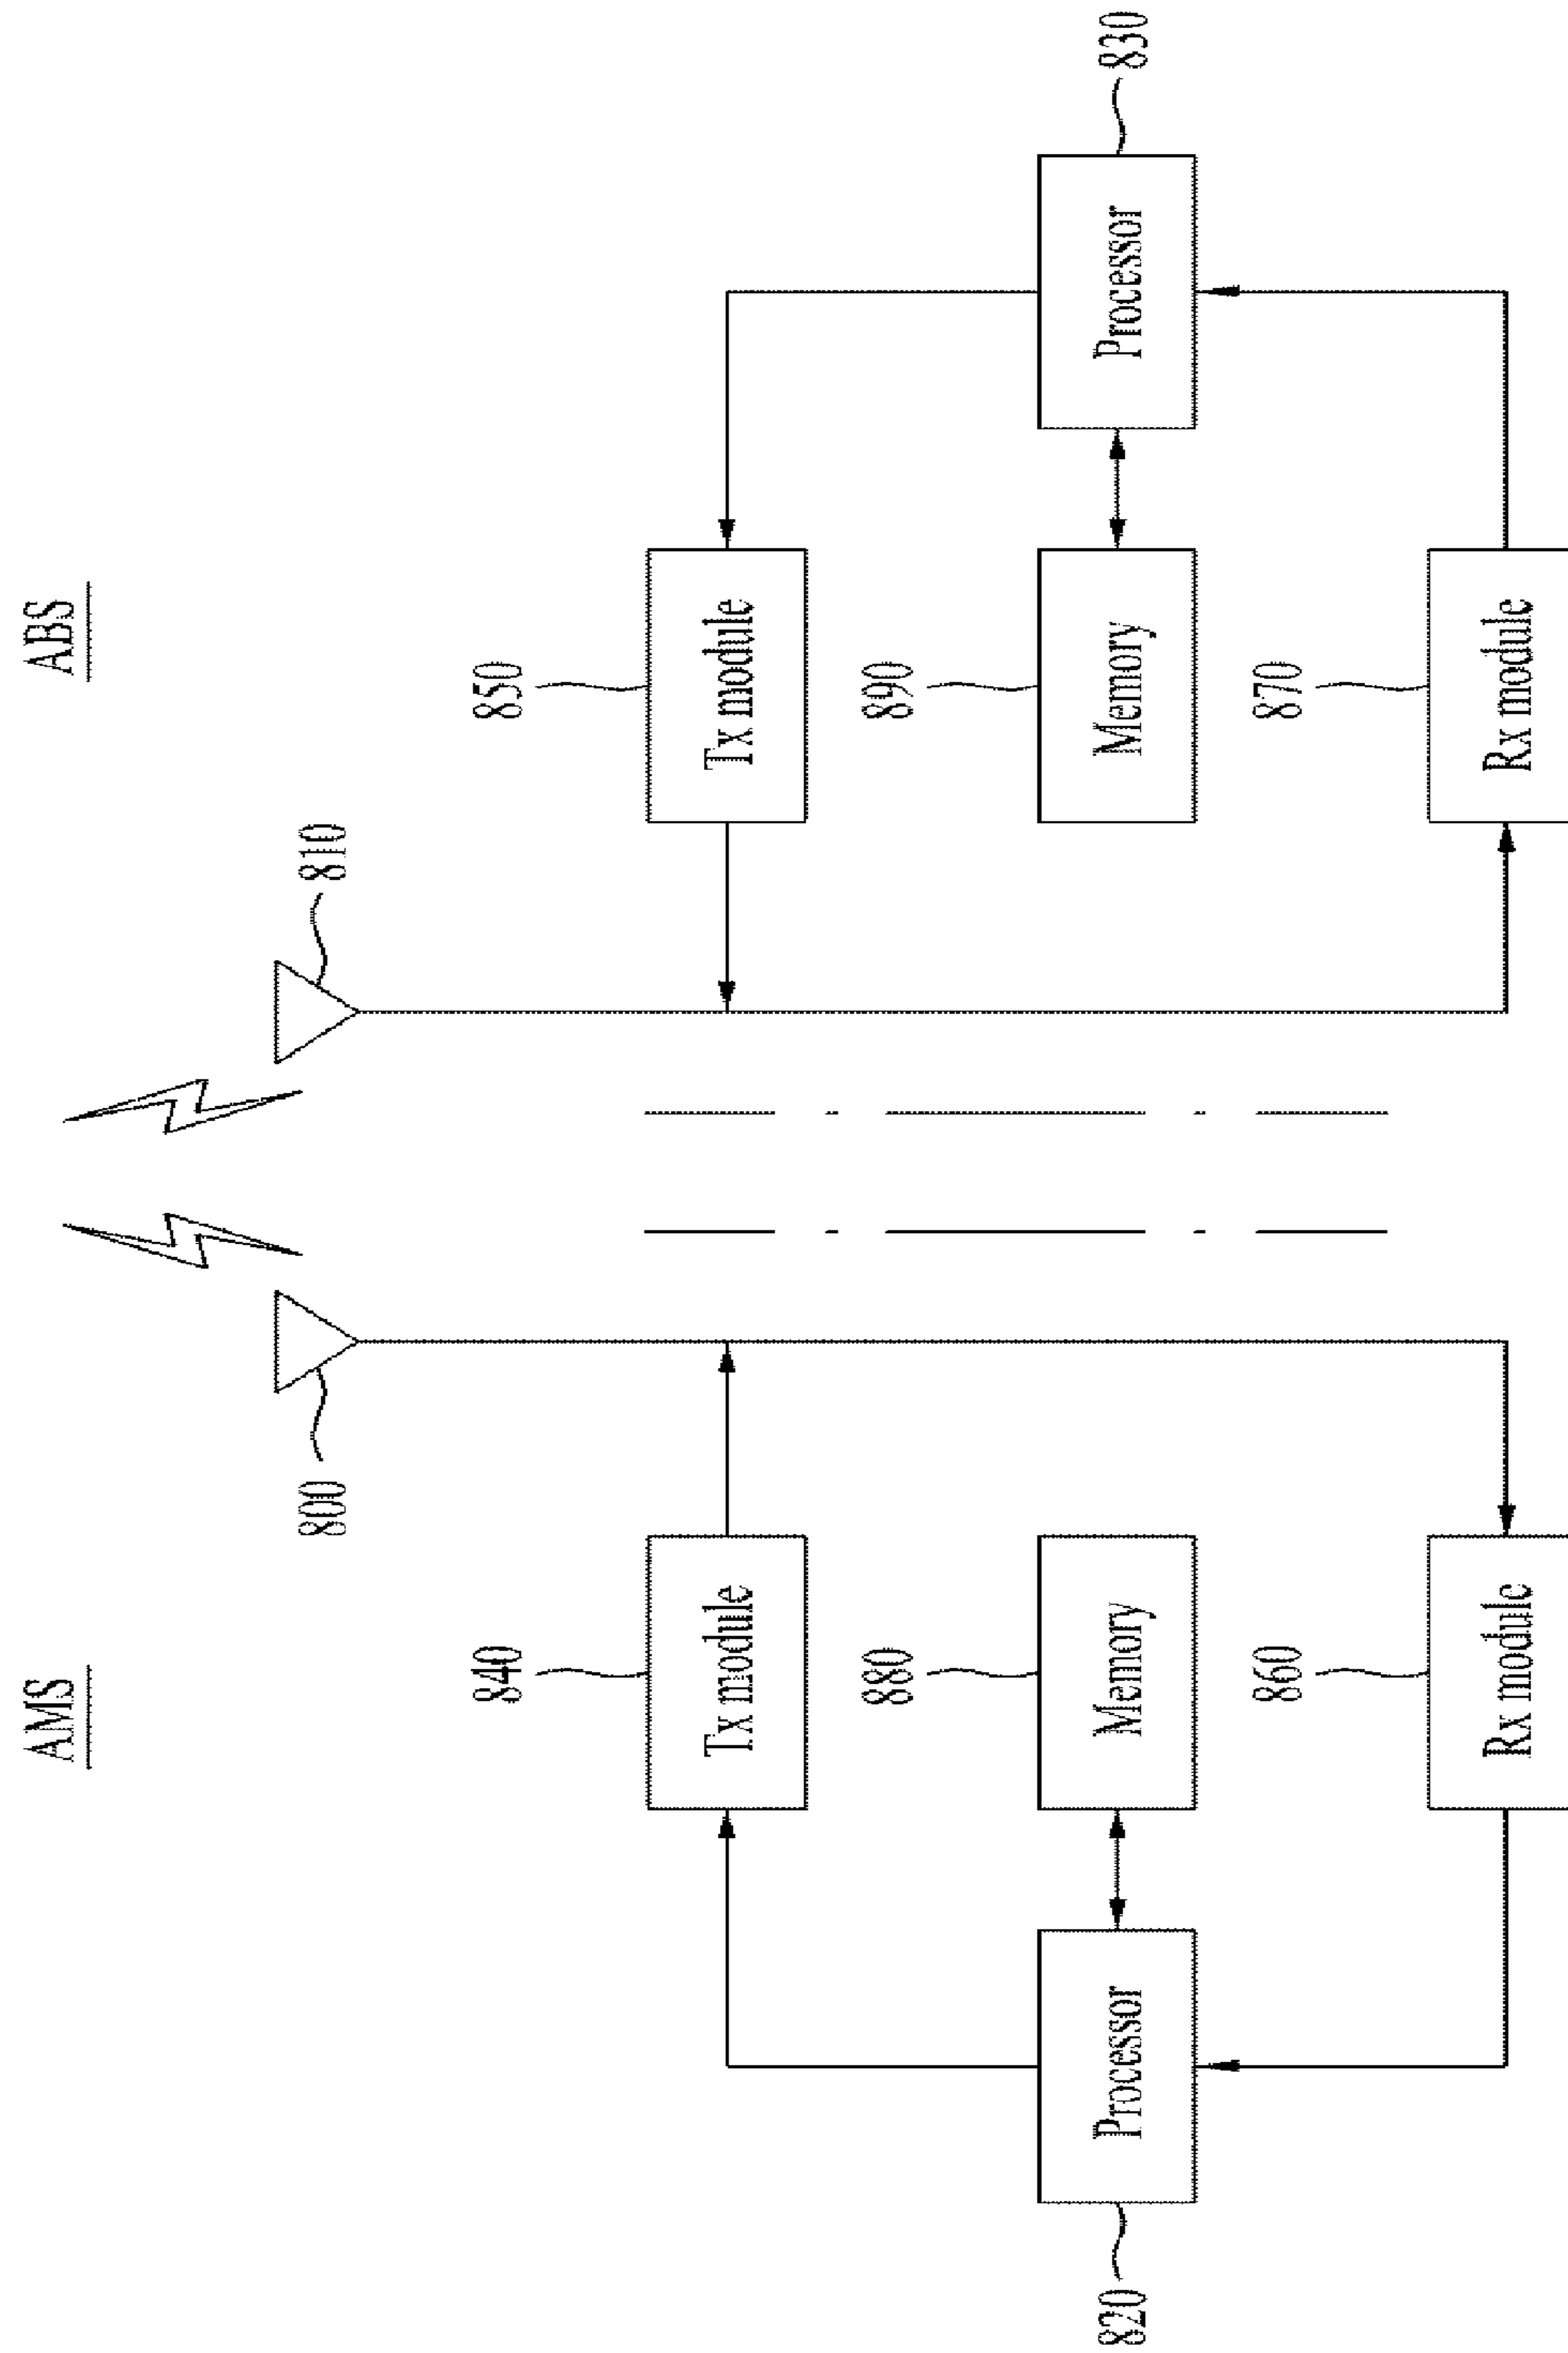 AMS
ABS
800
810
840
Tx module
850
Tx module
820
Processor
880
Memory
890
Memory
Processor
830
860
Rx module
870
Rx module